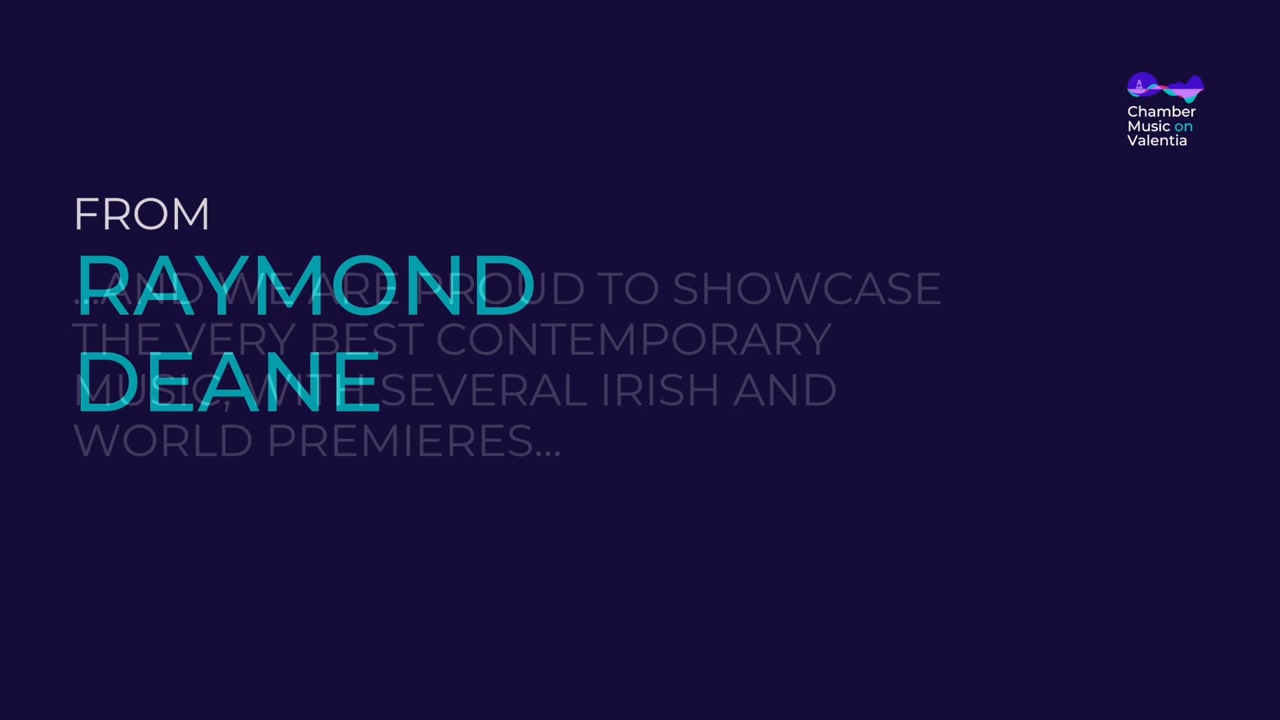 Chamber
Music on
Valentia
FROM
RAYMOND
DEANE
...AND WE ARE PROUD TO SHOWCASE
THE VERY BEST CONTEMPORARY
MUSIC, WITH SEVERAL IRISH AND
WORLD PREMIERES...